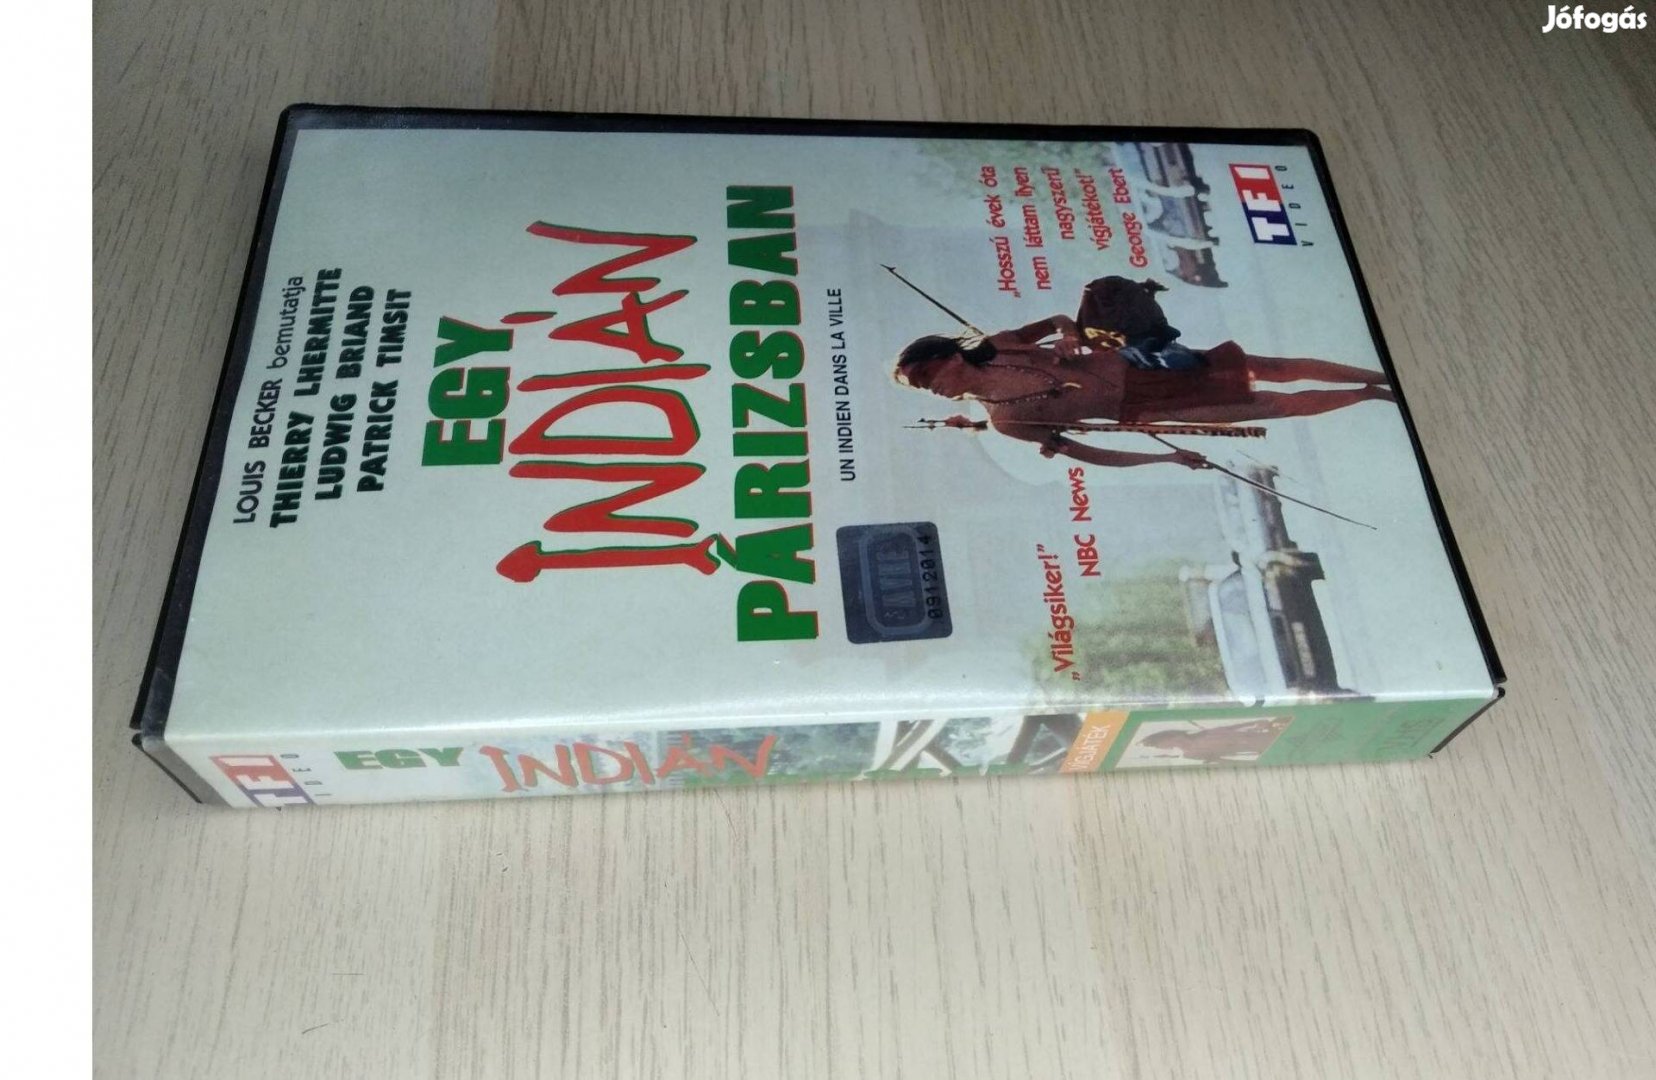 Jófogás
LOUIS BECKER bemutatja
THIERRY LHERMITTE
LUDWIG BRIAND
PATRICK TIMSIT
EGY
INDIÁN
PÁRIZSBAN
UN INDIEN DANS LA VILLE
0912014
„Világsiker!”
NBC News
„Hosszú évek óta
nem láttam ilyen
nagyszerű
vígjátékot!”
George Ebert
TF1
VIDEO
TF1
VIDEO
EGY INDIÁN
VÍGJÁTÉK